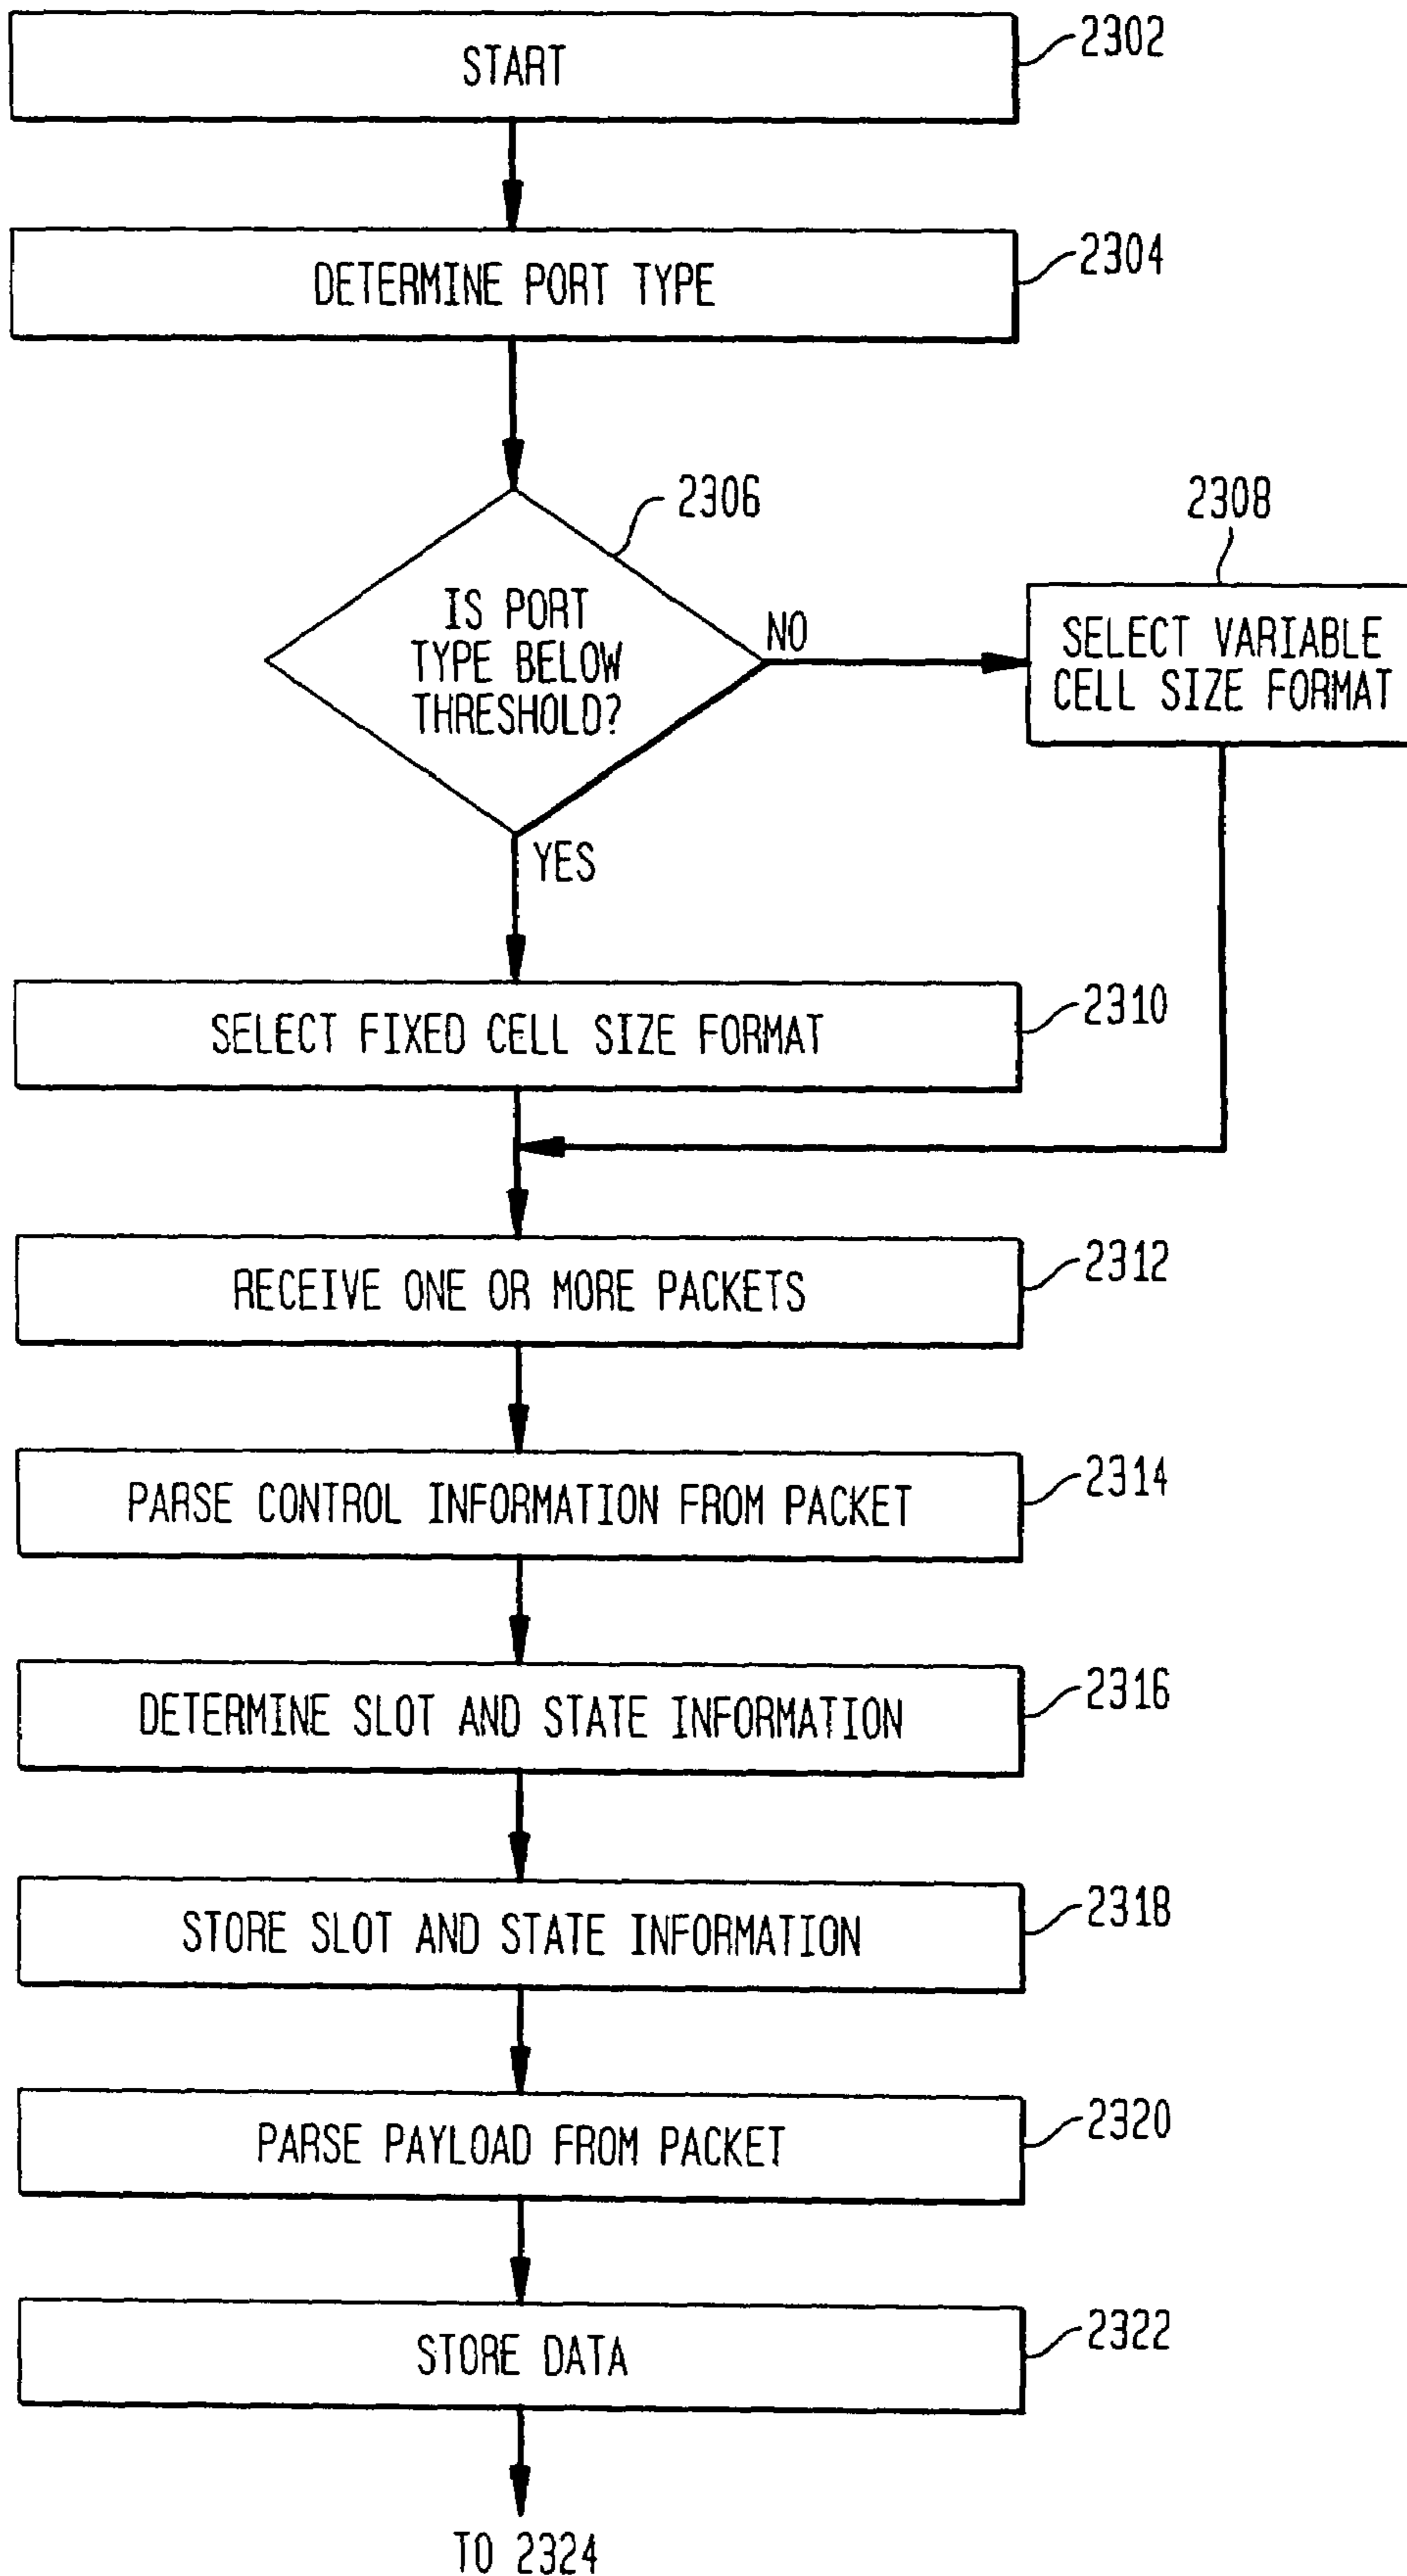 START
2302
DETERMINE PORT TYPE
2304
2306
IS PORT
TYPE BELOW
THRESHOLD?
NO
2308
SELECT VARIABLE
CELL SIZE FORMAT
YES
SELECT FIXED CELL SIZE FORMAT
2310
RECEIVE ONE OR MORE PACKETS
2312
PARSE CONTROL INFORMATION FROM PACKET
2314
DETERMINE SLOT AND STATE INFORMATION
2316
STORE SLOT AND STATE INFORMATION
2318
PARSE PAYLOAD FROM PACKET
2320
STORE DATA
2322
TO 2324